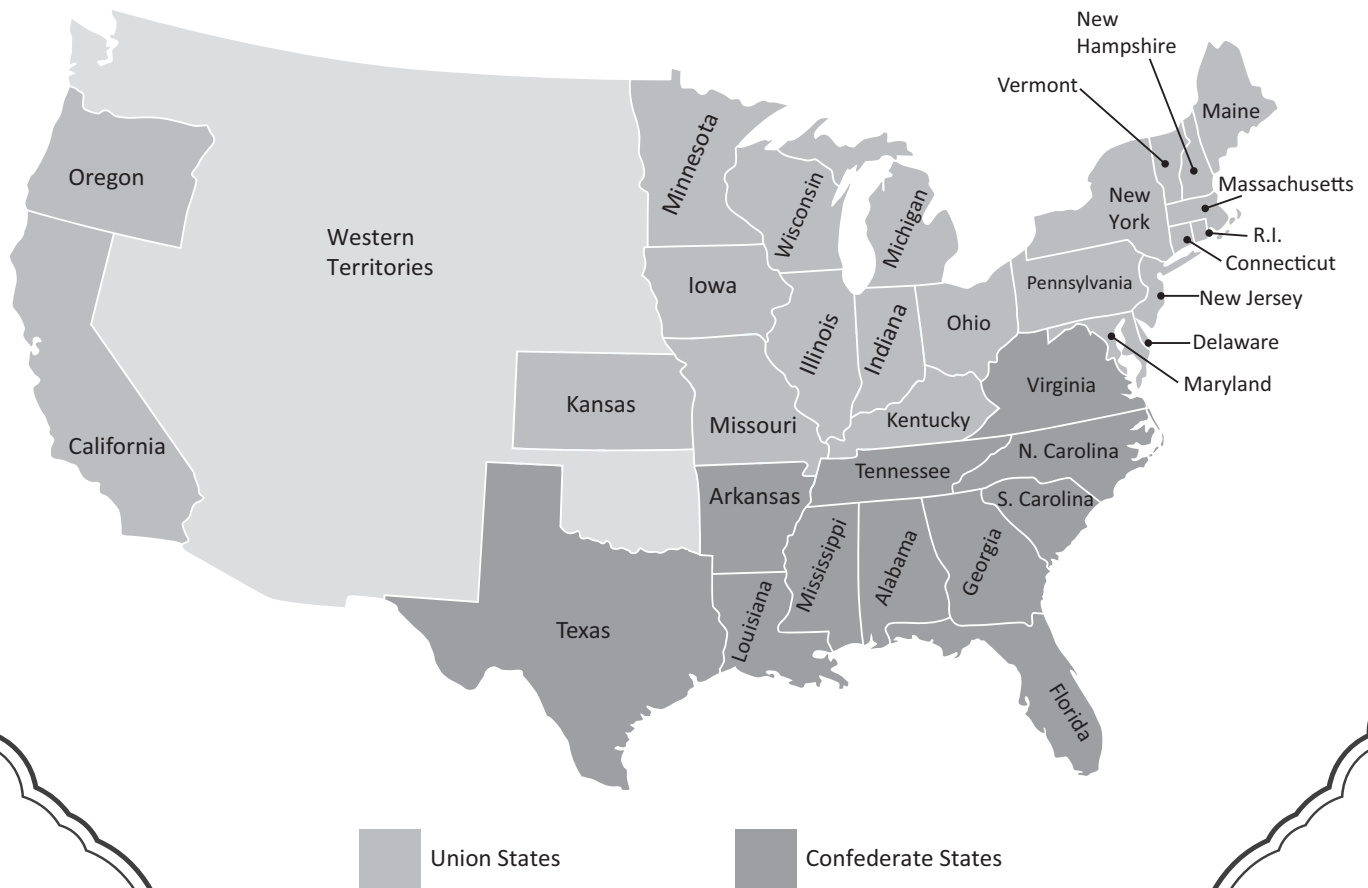 New
Hampshire
Vermont
Maine
Massachusetts
R.I.
Connecticut
New
York
Pennsylvania
New Jersey
Delaware
Maryland
Oregon
Western
Territories
California
Minnesota
Wisconsin
Michigan
Iowa
Illinois
Indiana
Ohio
Kansas
Missouri
Kentucky
Virginia
Tennessee
N. Carolina
S. Carolina
Arkansas
Mississippi
Alabama
Georgia
Texas
Louisiana
Florida
Union States
Confederate States